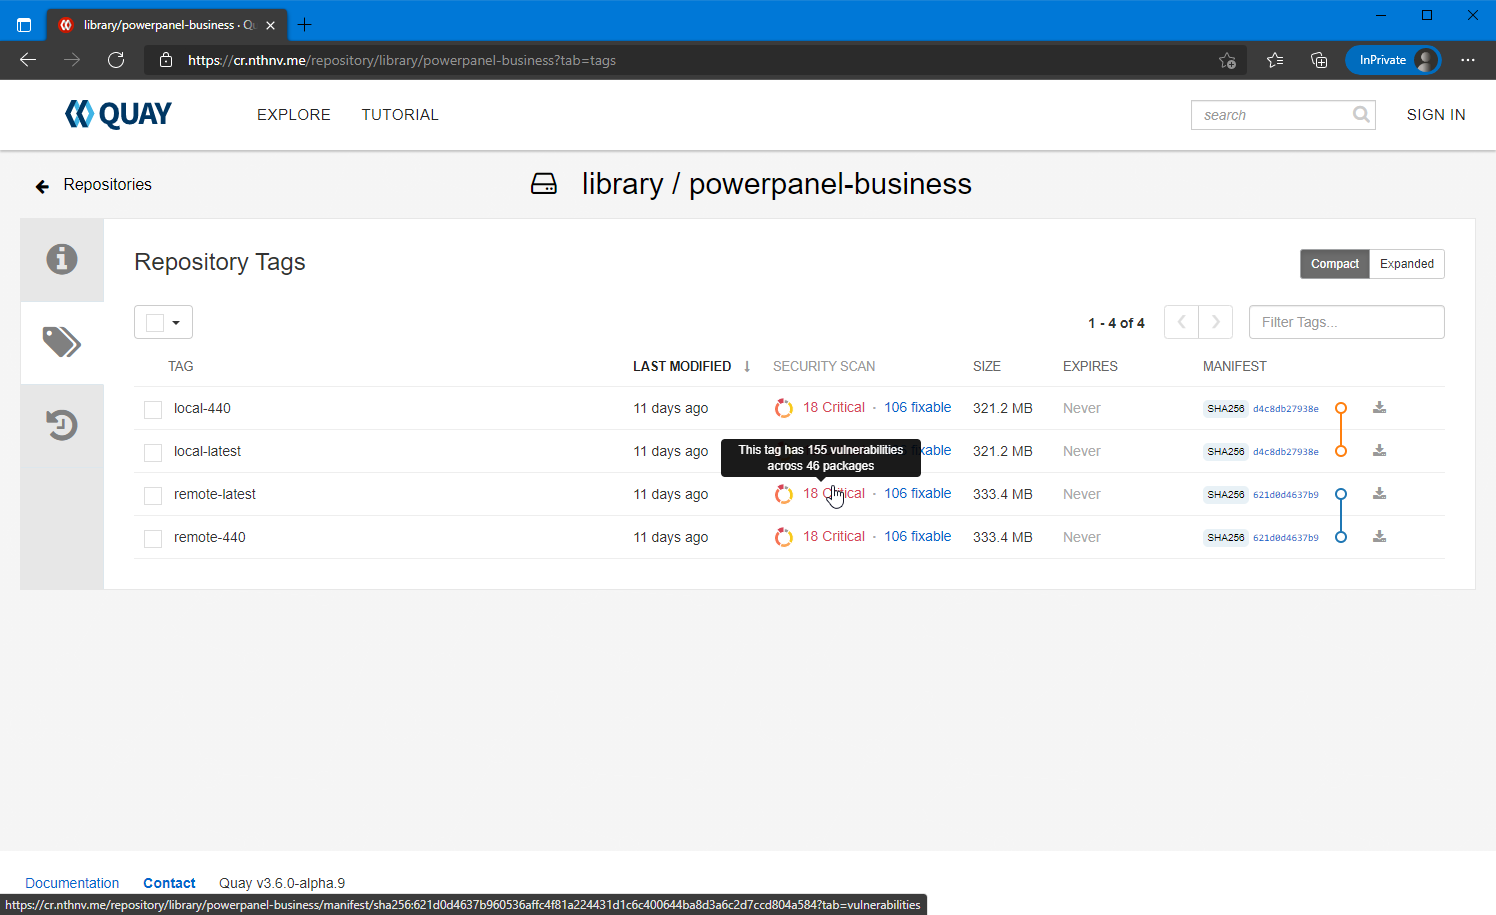 library/powerpanel-business · Qu
https://cr.nthnv.me/repository/library/powerpanel-business?tab=tags
InPrivate
QUAY
EXPLORE
TUTORIAL
search
SIGN IN
Repositories
library / powerpanel-business
Repository Tags
Compact
Expanded
1 - 4 of 4
Filter Tags...
TAG LAST MODIFIED SECURITY SCAN SIZE EXPIRES MANIFEST
local-440 11 days ago 18 Critical · 106 fixable 321.2 MB Never SHA256 d4c8db27938e
local-latest 11 days ago xable 321.2 MB Never SHA256 d4c8db27938e
This tag has 155 vulnerabilities
across 46 packages
remote-latest 11 days ago 18 Critical · 106 fixable 333.4 MB Never SHA256 621d0d4637b9
remote-440 11 days ago 18 Critical · 106 fixable 333.4 MB Never SHA256 621d0d4637b9
Documentation Contact Quay v3.6.0-alpha.9
https://cr.nthnv.me/repository/library/powerpanel-business/manifest/sha256:621d0d4637b960536affc4f81a224431d1c6c400644ba8d3a6c2d7ccd804a584?tab=vulnerabilities